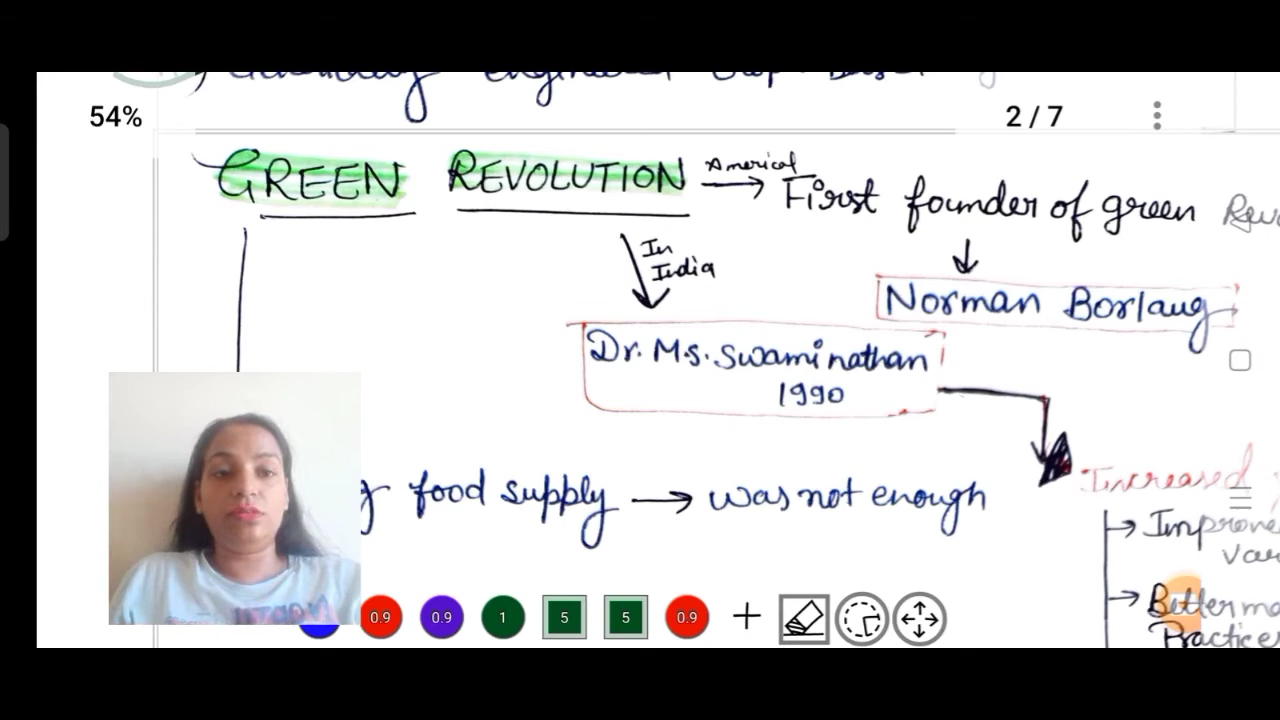 54%
2 / 7
GREEN REVOLUTION
America
First founder of green
In
India
Norman Borlaug
Dr. M.S. Swaminathan
1990
food supply → was not enough
Increased
Better
0.9 0.9 1 5 5 0.9